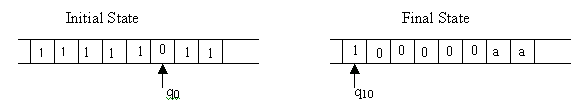 Initial State Final State
1 1 1 1 1 0 1 1 1 0 0 0 0 0 a a
q0 q10